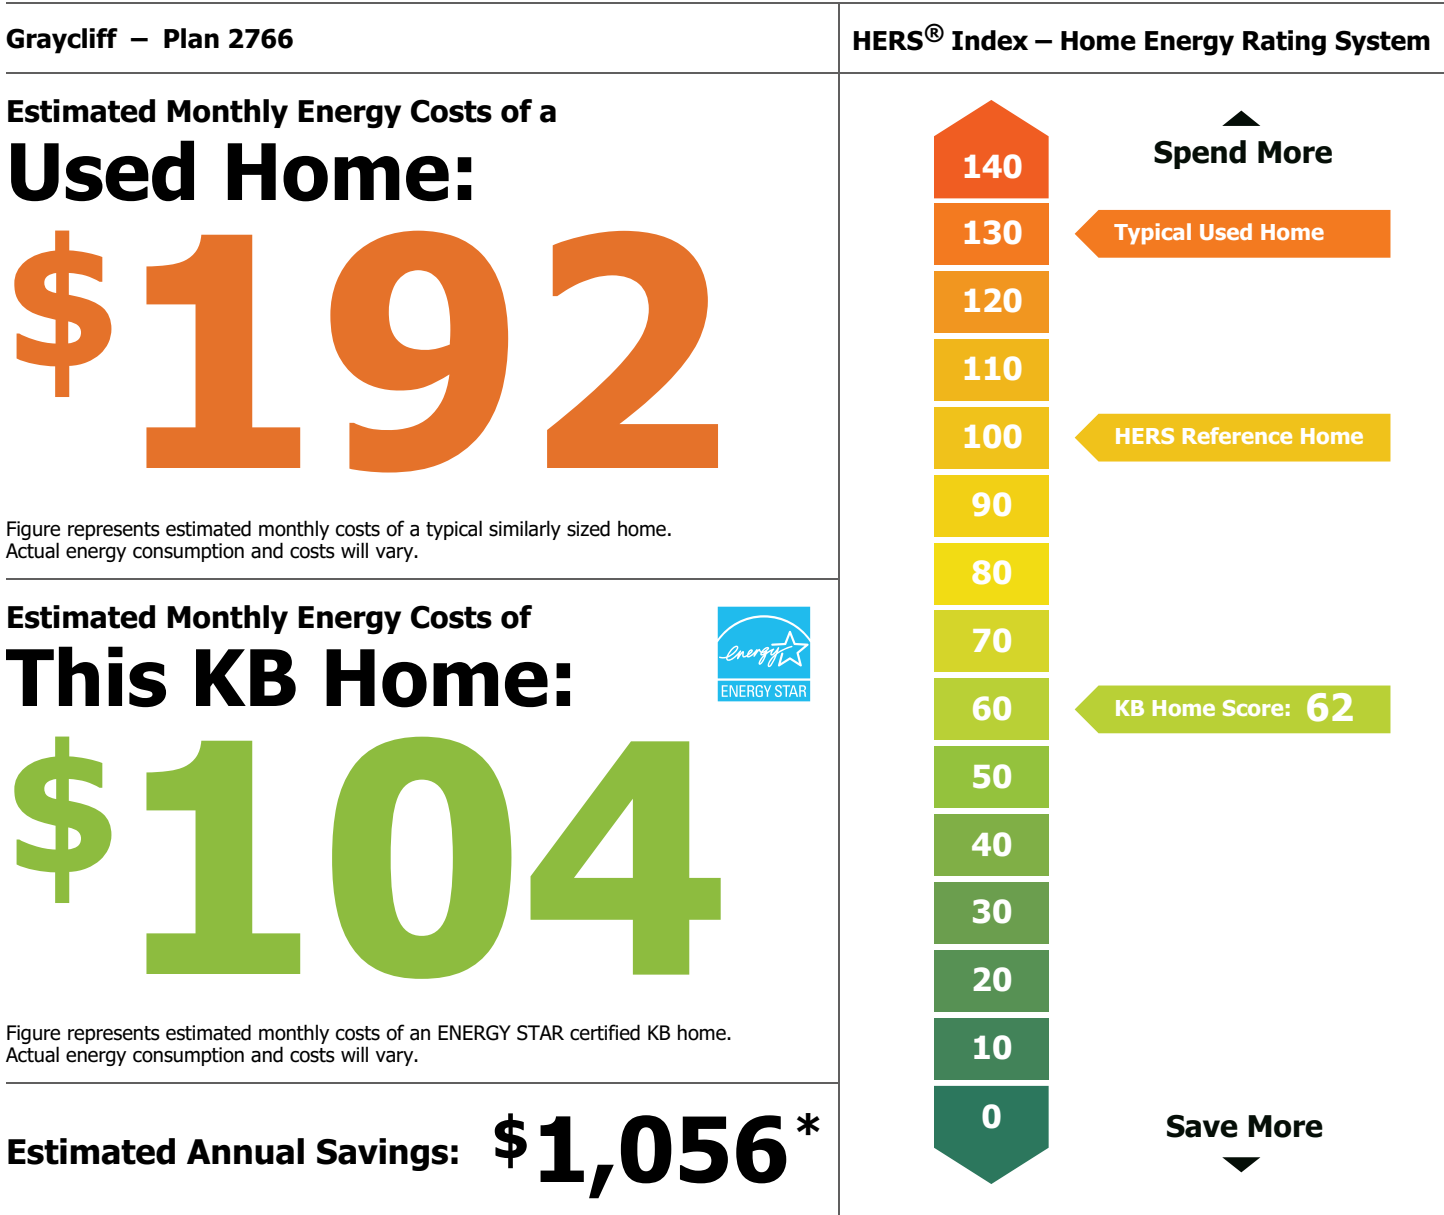 Graycliff – Plan 2766
Estimated Monthly Energy Costs of a
Used Home:
$192
Figure represents estimated monthly costs of a typical similarly sized home.
Actual energy consumption and costs will vary.
Estimated Monthly Energy Costs of
This KB Home:
energy
ENERGY STAR
$104
Figure represents estimated monthly costs of an ENERGY STAR certified KB home.
Actual energy consumption and costs will vary.
Estimated Annual Savings: $1,056*
HERS® Index – Home Energy Rating System
Spend More
140
130 Typical Used Home
120
110
100 HERS Reference Home
90
80
70
60 KB Home Score: 62
50
40
30
20
10
0
Save More